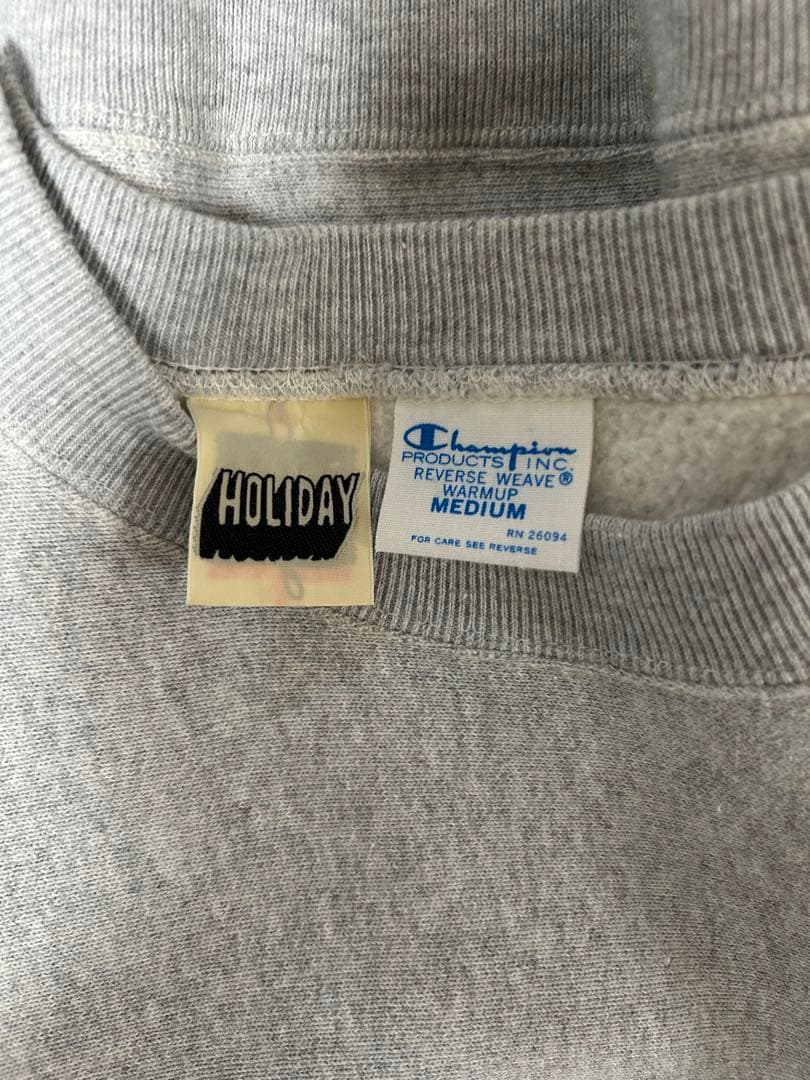 HOLIDAY
Champion
PRODUCTS INC.
REVERSE WEAVE®
WARMUP
MEDIUM
RN 26094
FOR CARE SEE REVERSE